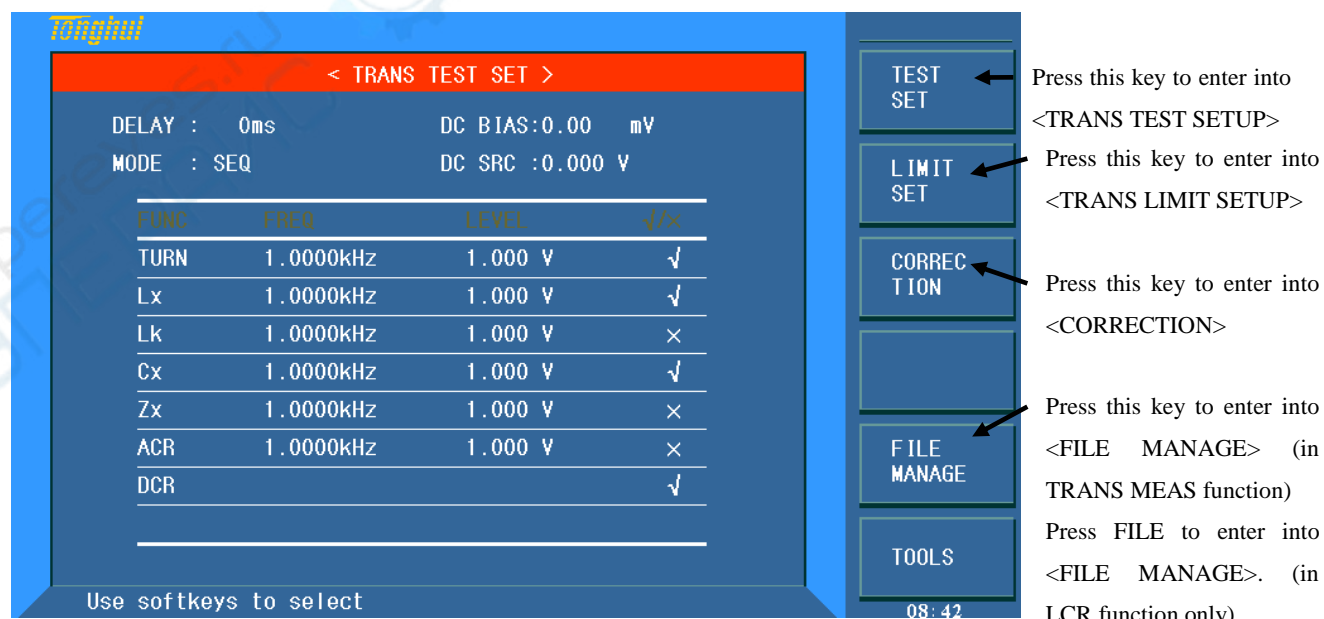 Tonghui
< TRANS TEST SET >
DELAY : 0ms DC BIAS:0.00 mV
MODE : SEQ DC SRC :0.000 V
FUNC FREQ LEVEL √/×
TURN 1.0000kHz 1.000 V √
Lx 1.0000kHz 1.000 V √
Lk 1.0000kHz 1.000 V ×
Cx 1.0000kHz 1.000 V √
Zx 1.0000kHz 1.000 V ×
ACR 1.0000kHz 1.000 V ×
DCR √
Use softkeys to select
TEST
SET
LIMIT
SET
CORREC
TION
FILE
MANAGE
TOOLS
08:42
Press this key to enter into
<TRANS TEST SETUP>
Press this key to enter into
<TRANS LIMIT SETUP>
Press this key to enter into
<CORRECTION>
Press this key to enter into
<FILE MANAGE> (in
TRANS MEAS function)
Press FILE to enter into
<FILE MANAGE>. (in
LCR function only)